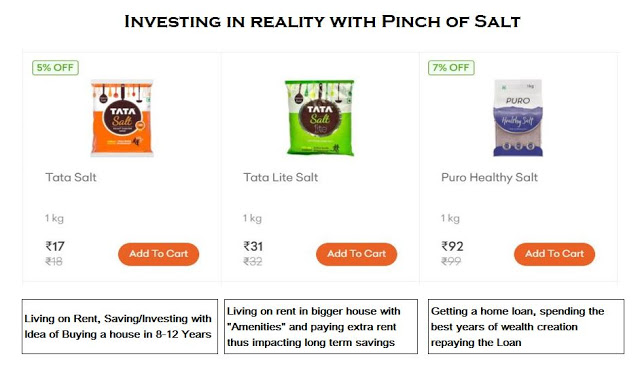 Investing in reality with Pinch of Salt
5% OFF
7% OFF
TATA
Salt
TATA
Salt
PURO
Healthy Salt
Tata Salt
Tata Lite Salt
Puro Healthy Salt
1 kg
1 kg
1 kg
₹17
₹18
Add To Cart
₹31
₹32
Add To Cart
₹92
₹99
Add To Cart
Living on Rent, Saving/Investing with
Idea of Buying a house in 8-12 Years
Living on rent in bigger house with
"Amenities" and paying extra rent
thus impacting long term savings
Getting a home loan, spending the
best years of wealth creation
repaying the Loan